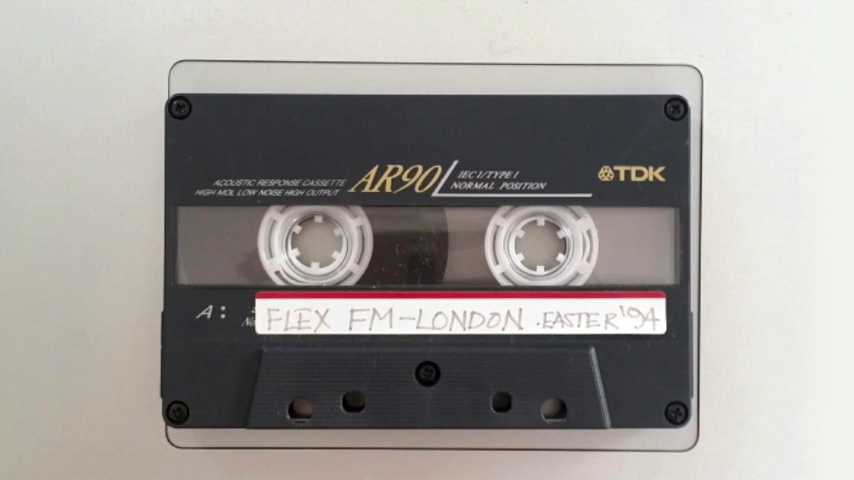 ACOUSTIC RESPONSE CASSETTE
HIGH MOL LOW NOISE HIGH OUTPUT
AR90
IEC I/TYPE I
NORMAL POSITION
TDK
A:
FLEX FM-LONDON .EASTER '94